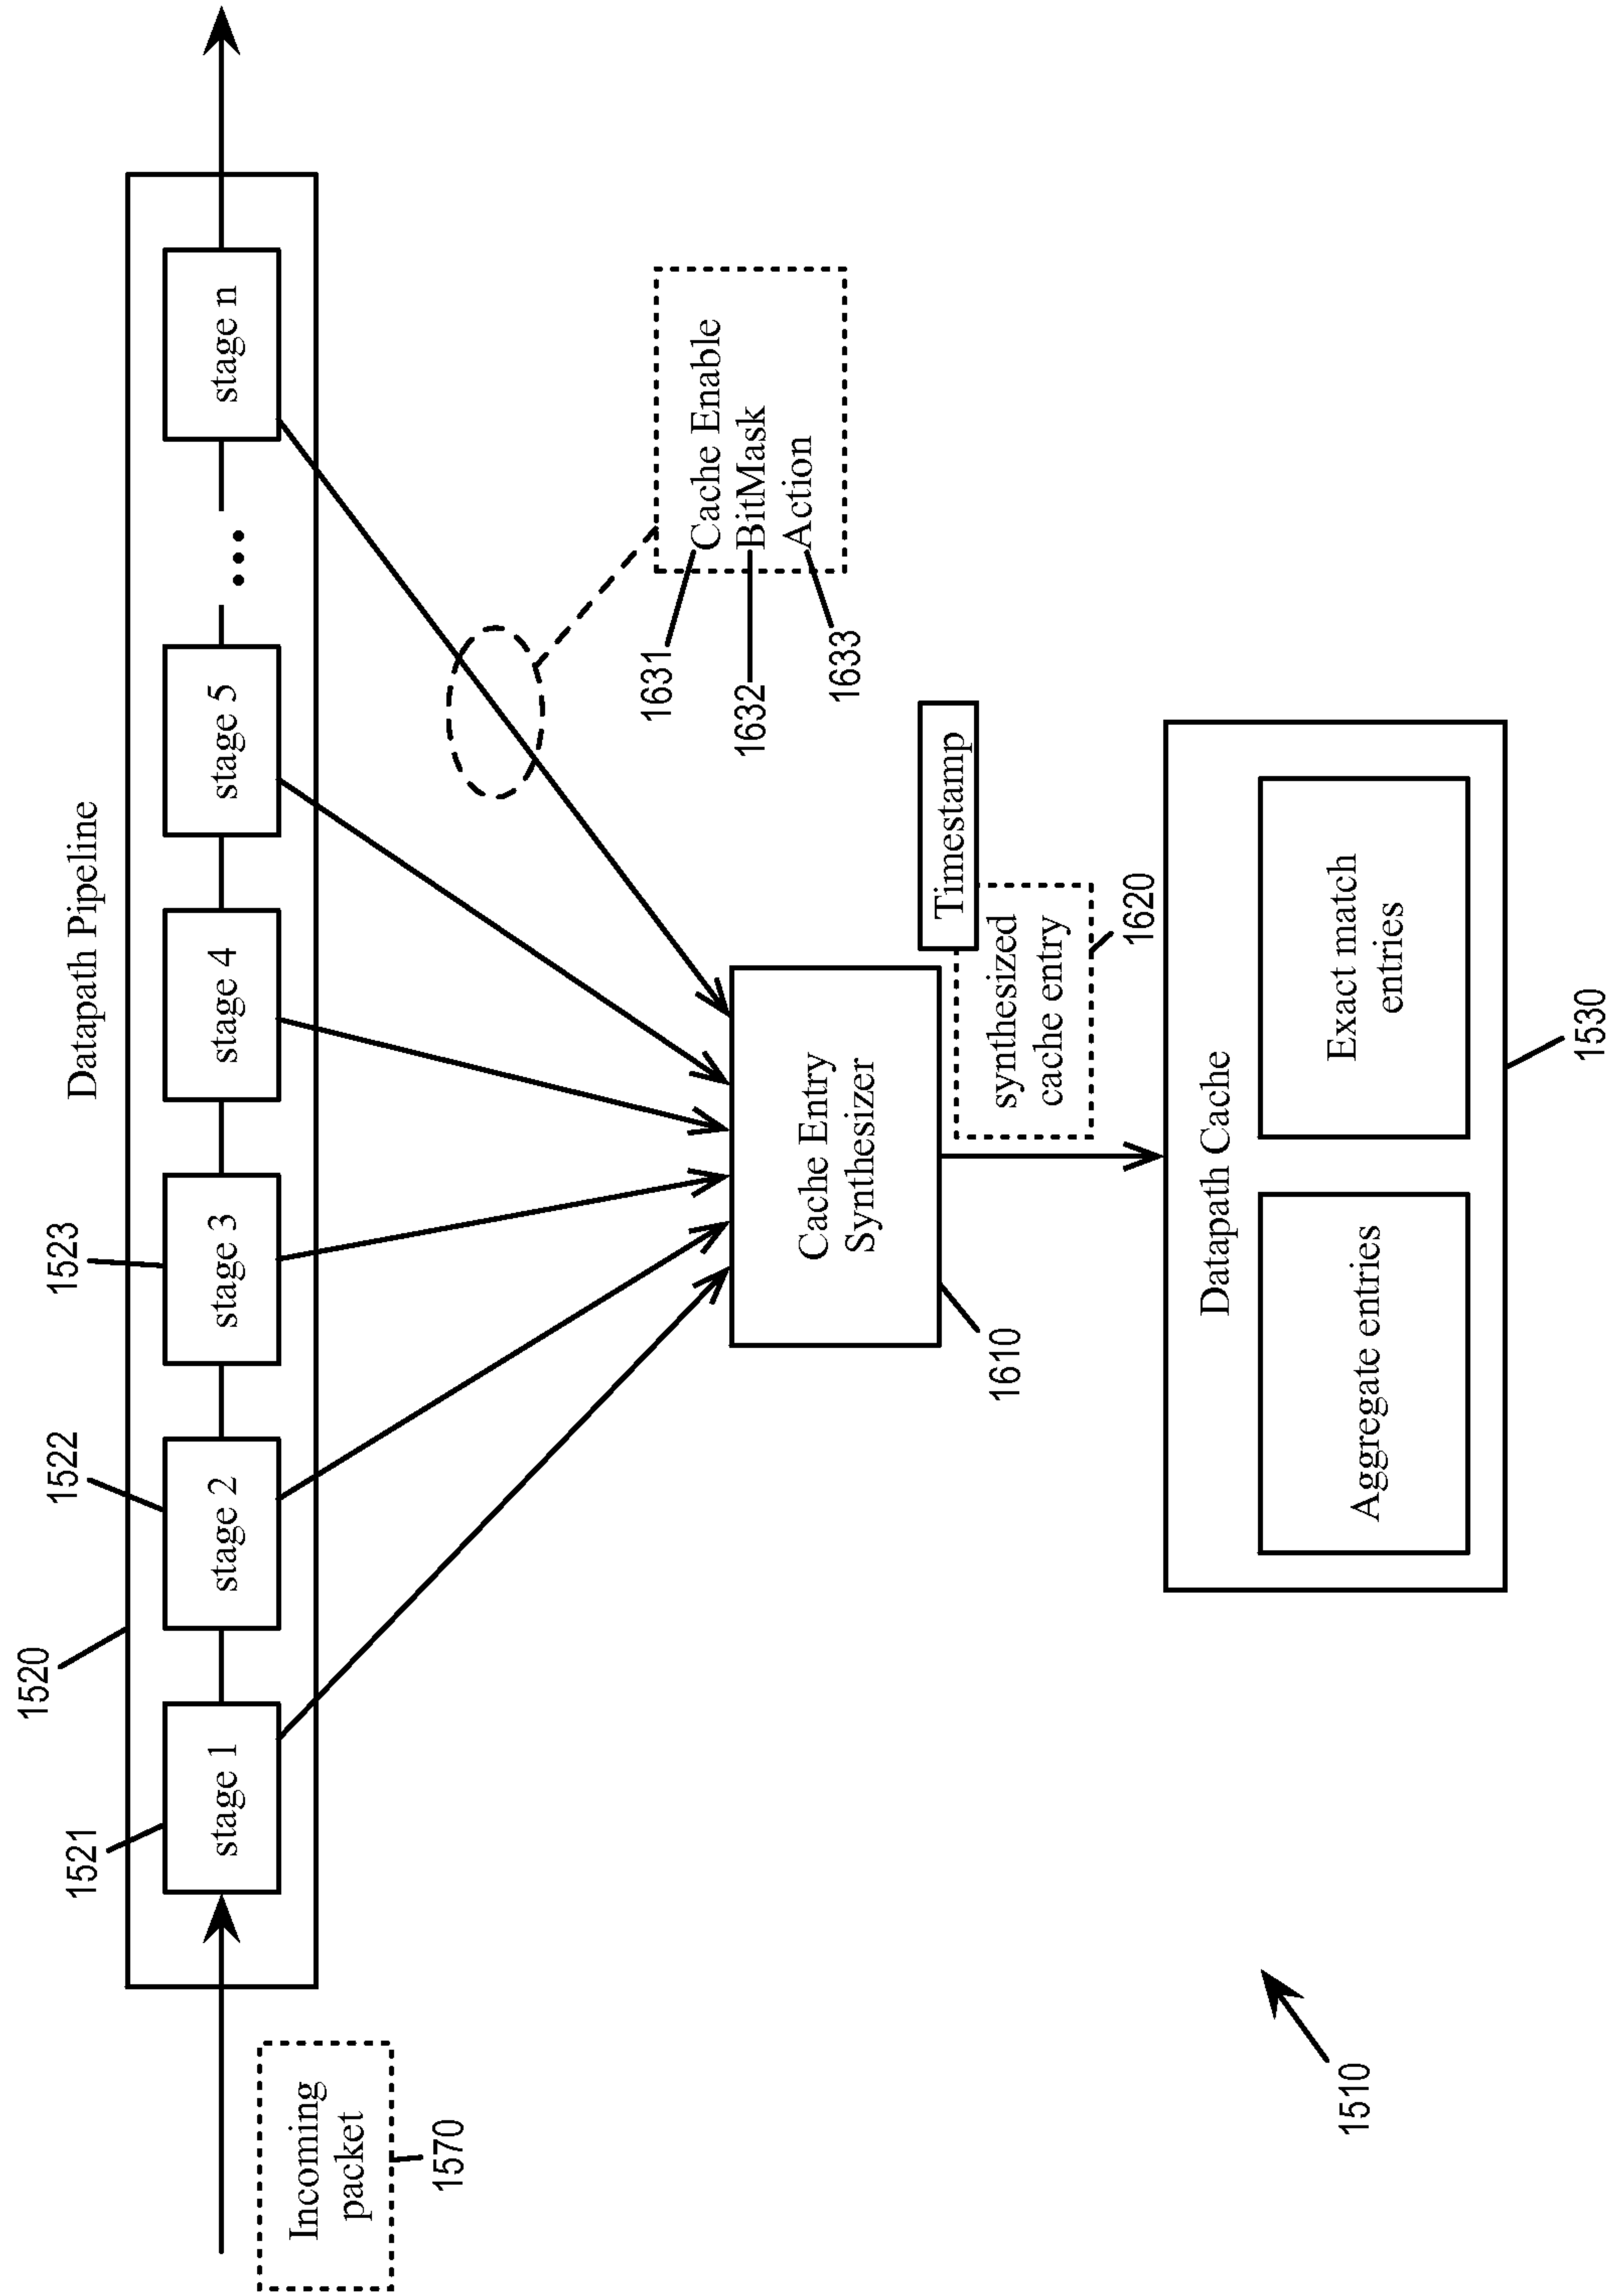 Datapath Pipeline
1520
1521
1522
1523
stage 1
stage 2
stage 3
stage 4
stage 5
...
stage n
Incoming
packet
1570
1631
1632
1633
Cache Enable
BitMask
Action
Cache Entry
Synthesizer
1610
Timestamp
synthesized
cache entry
1620
Datapath Cache
Aggregate entries
Exact match
entries
1530
1510